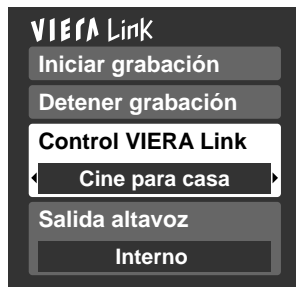 VIERA Link
Iniciar grabación
Detener grabación
Control VIERA Link
Cine para casa
Salida altavoz
Interno